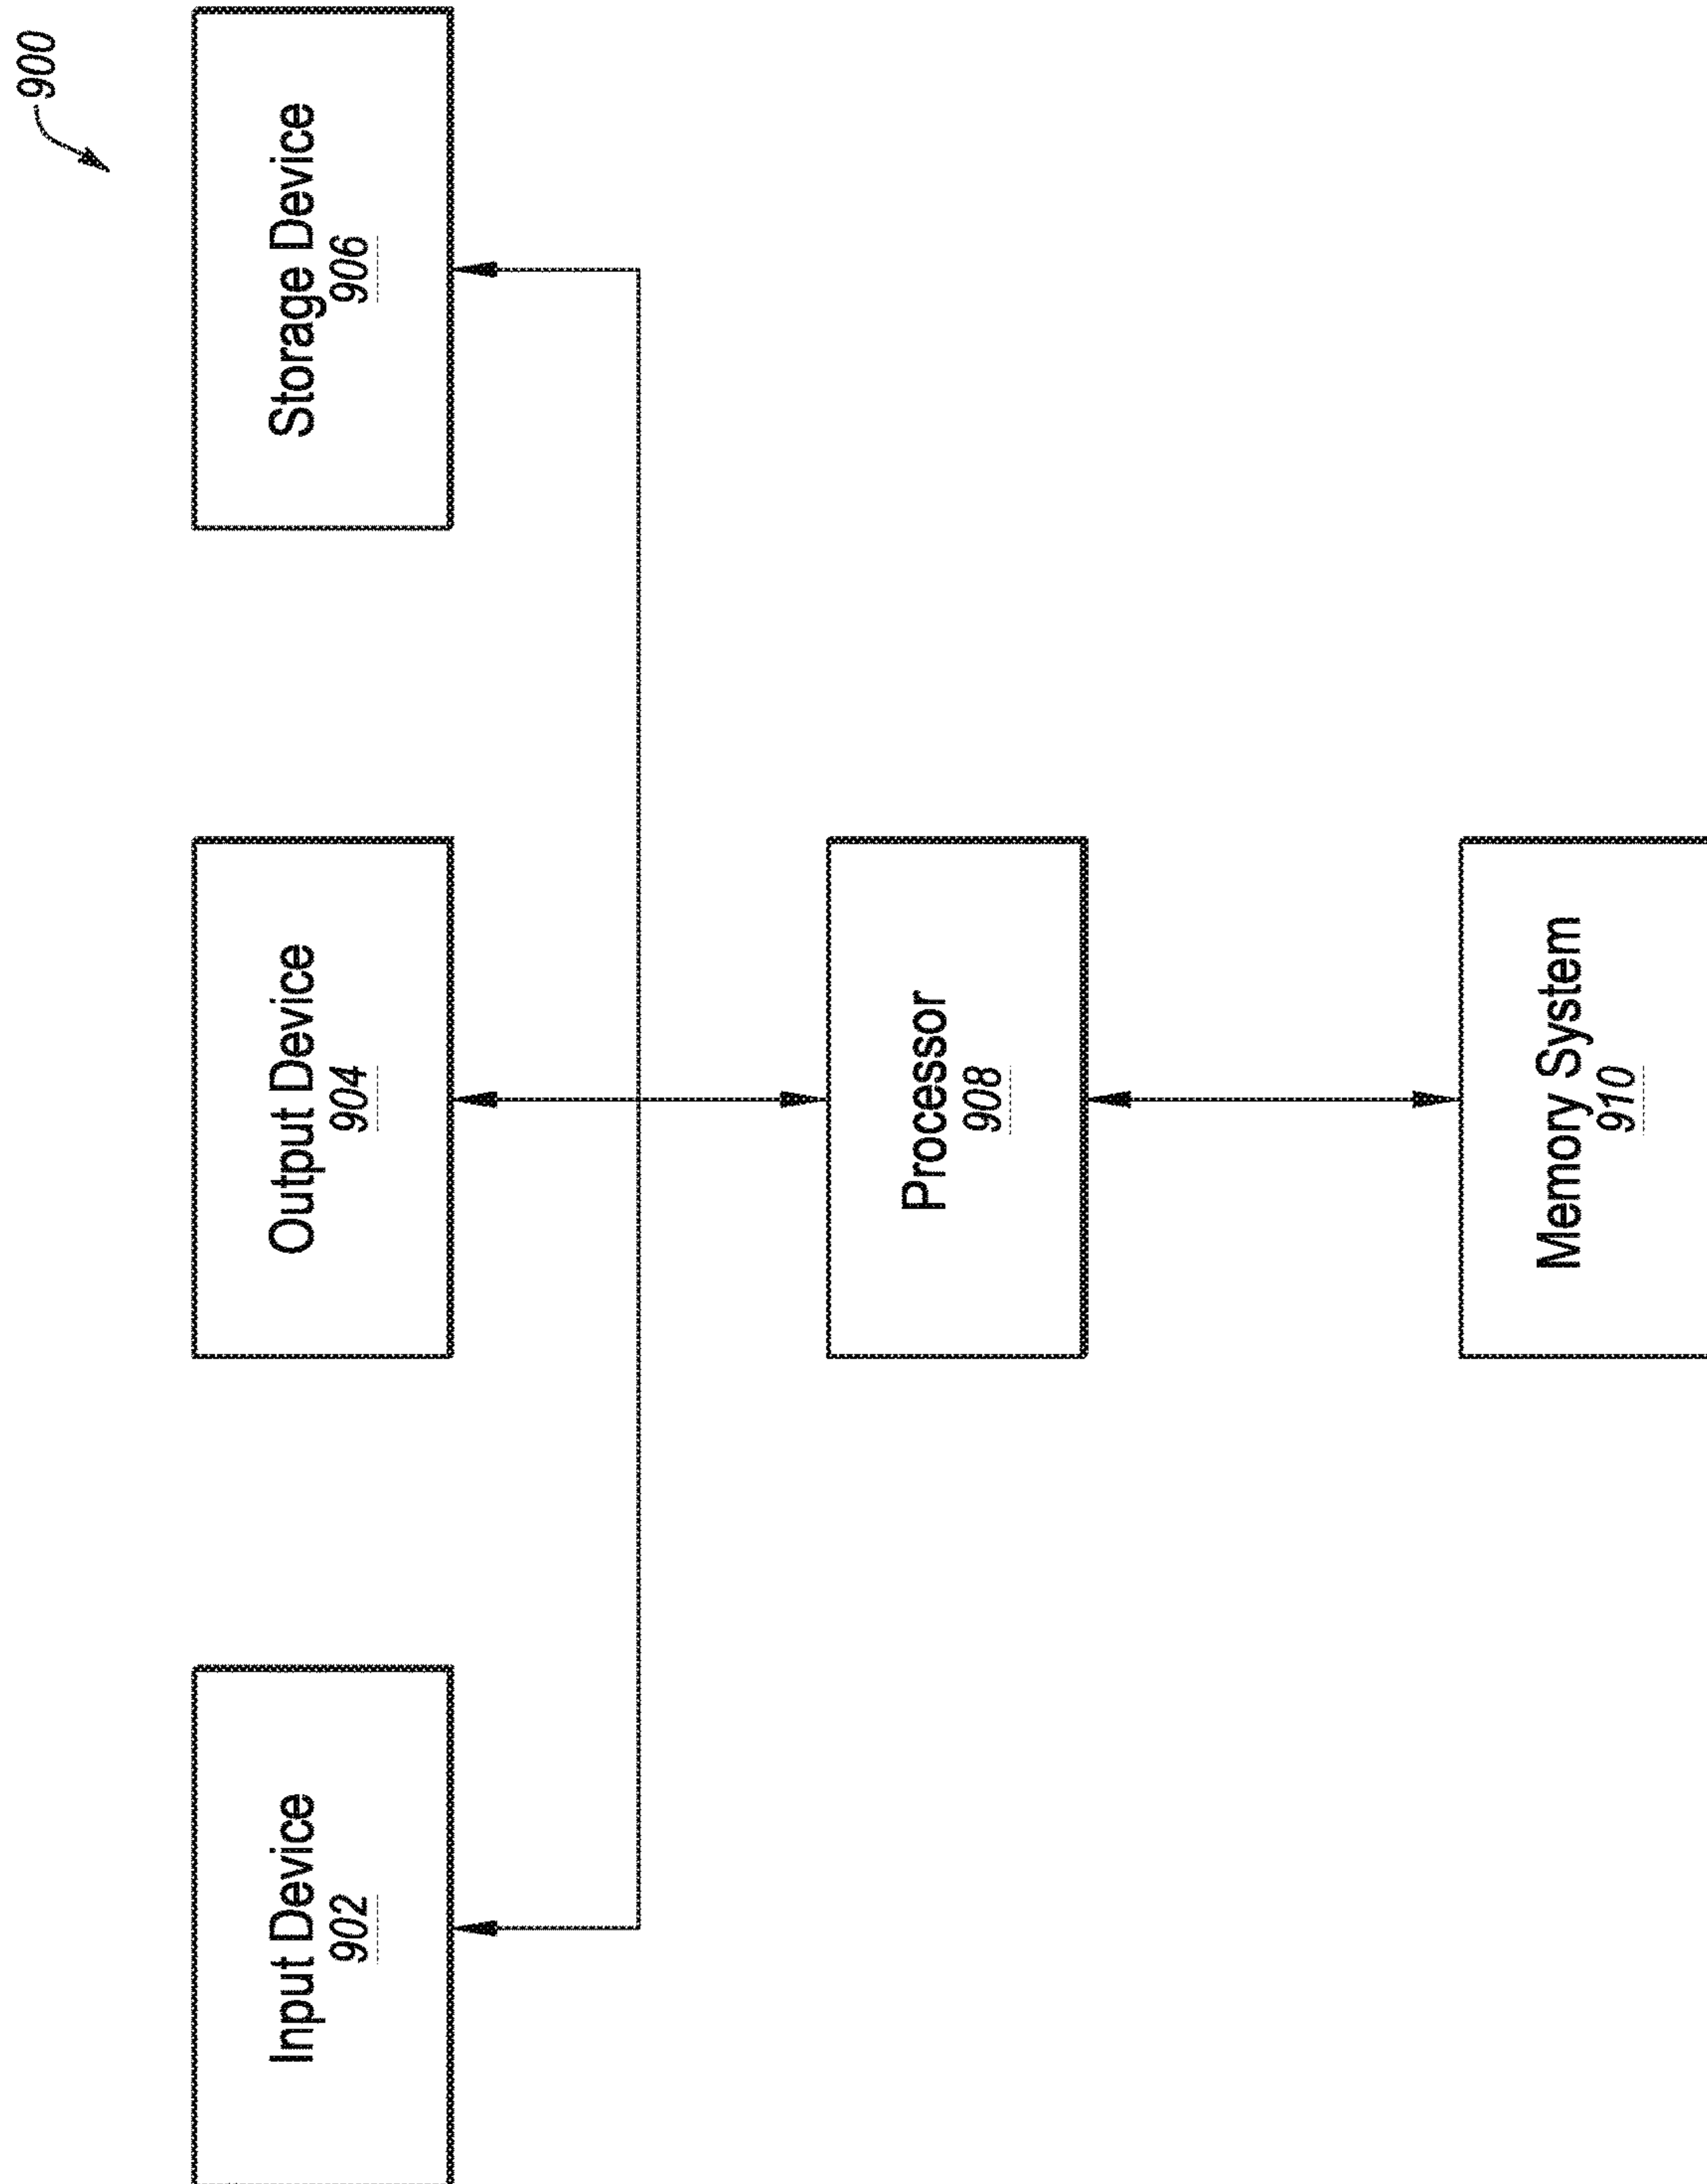 900
Input Device
902
Output Device
904
Storage Device
906
Processor
908
Memory System
910